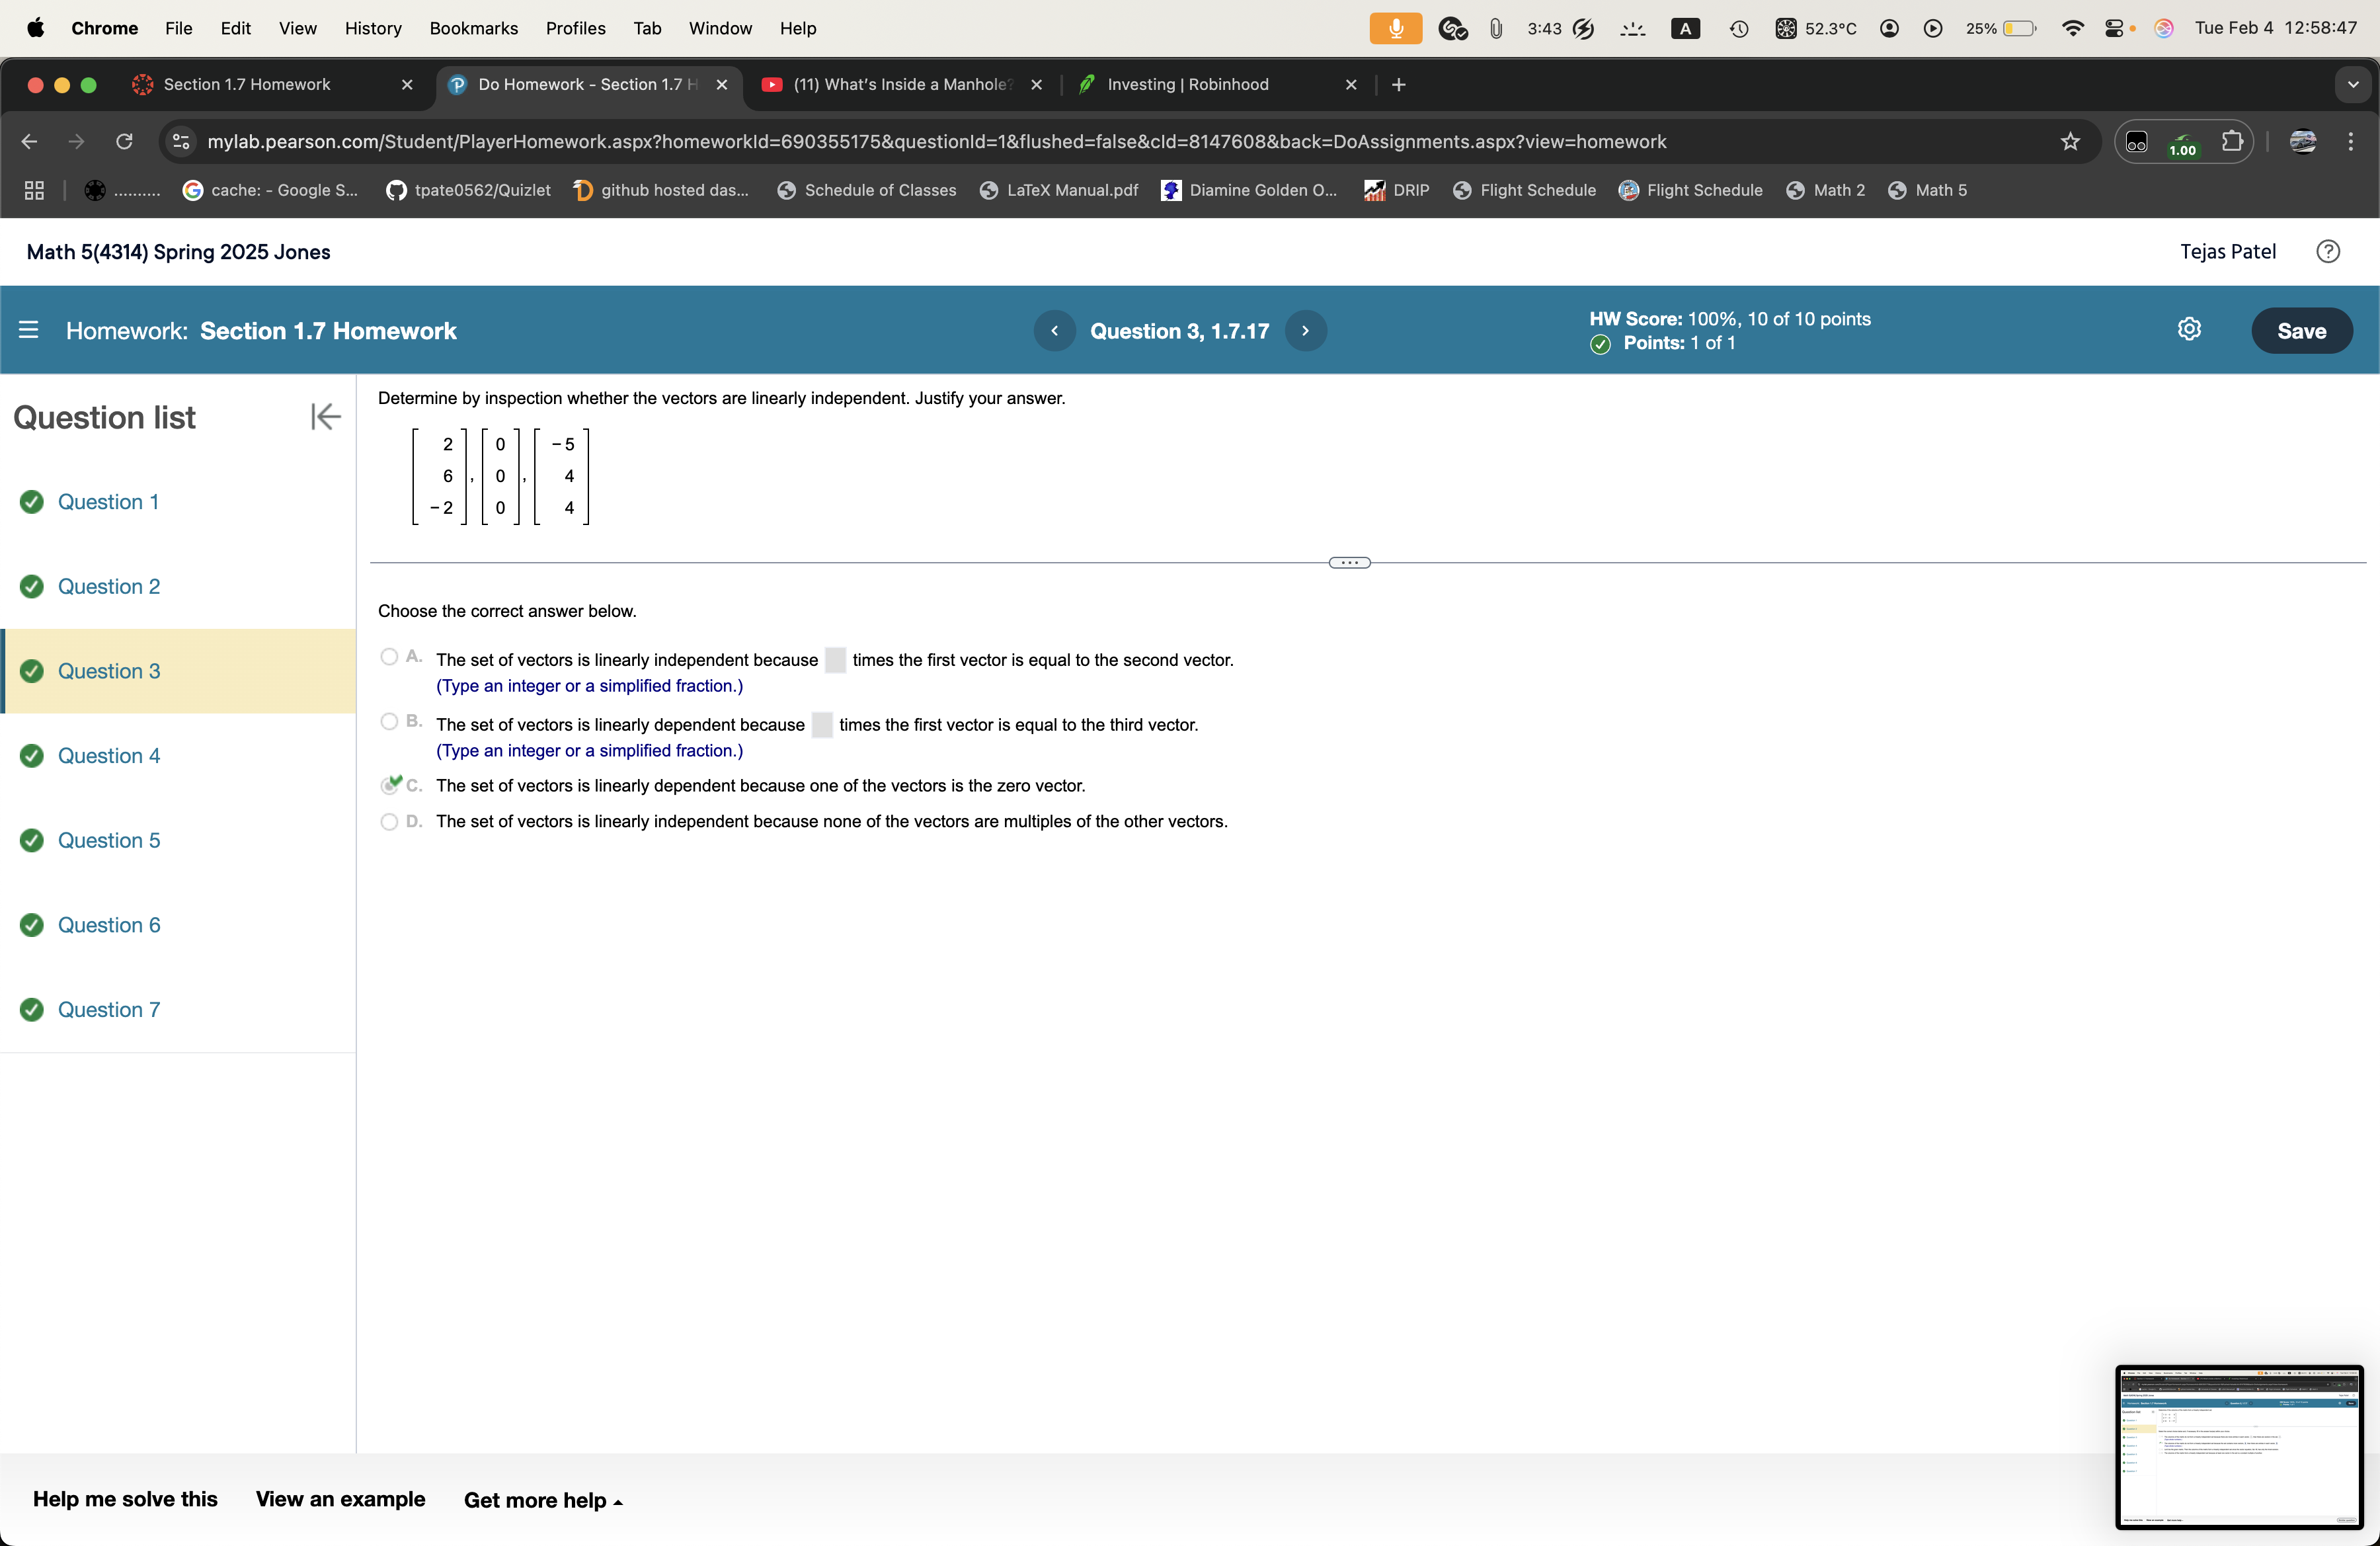 Chrome File Edit View History Bookmarks Profiles Tab Window Help 3:43 A 52.3°C 25% Tue Feb 4 12:58:47
Section 1.7 Homework Do Homework - Section 1.7 H (11) What's Inside a Manhole? Investing | Robinhood
mylab.pearson.com/Student/PlayerHomework.aspx?homeworkId=690355175&questionId=1&flushed=false&cId=8147608&back=DoAssignments.aspx?view=homework 1.00
.......... cache: - Google S... tpate0562/Quizlet github hosted das... Schedule of Classes LaTeX Manual.pdf Diamine Golden O... DRIP Flight Schedule Flight Schedule Math 2 Math 5
Math 5(4314) Spring 2025 Jones Tejas Patel ?
Homework: Section 1.7 Homework Question 3, 1.7.17 HW Score: 100%, 10 of 10 points Save
Points: 1 of 1
Question list
Question 1
Question 2
Question 3
Question 4
Question 5
Question 6
Question 7
Determine by inspection whether the vectors are linearly independent. Justify your answer.
2 0 −5
6 , 0 , 4
−2 0 4
Choose the correct answer below.
A. The set of vectors is linearly independent because times the first vector is equal to the second vector.
(Type an integer or a simplified fraction.)
B. The set of vectors is linearly dependent because times the first vector is equal to the third vector.
(Type an integer or a simplified fraction.)
C. The set of vectors is linearly dependent because one of the vectors is the zero vector.
D. The set of vectors is linearly independent because none of the vectors are multiples of the other vectors.
Help me solve this View an example Get more help